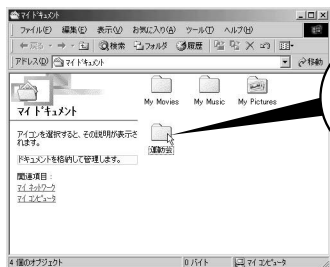 マイ ドキュメント
ファイル(F) 編集(E) 表示(V) お気に入り(A) ツール(T) ヘルプ(H)
戻る 検索 フォルダ 履歴
アドレス(D) マイ ドキュメント 移動
マイ ドキュメント
アイコンを選択すると、その説明が表示されます。
ドキュメントを格納して管理します。
関連項目:
マイ ネットワーク
マイ コンピュータ
My Movies My Music My Pictures
運動会
4 個のオブジェクト 0 バイト マイ コンピュータ